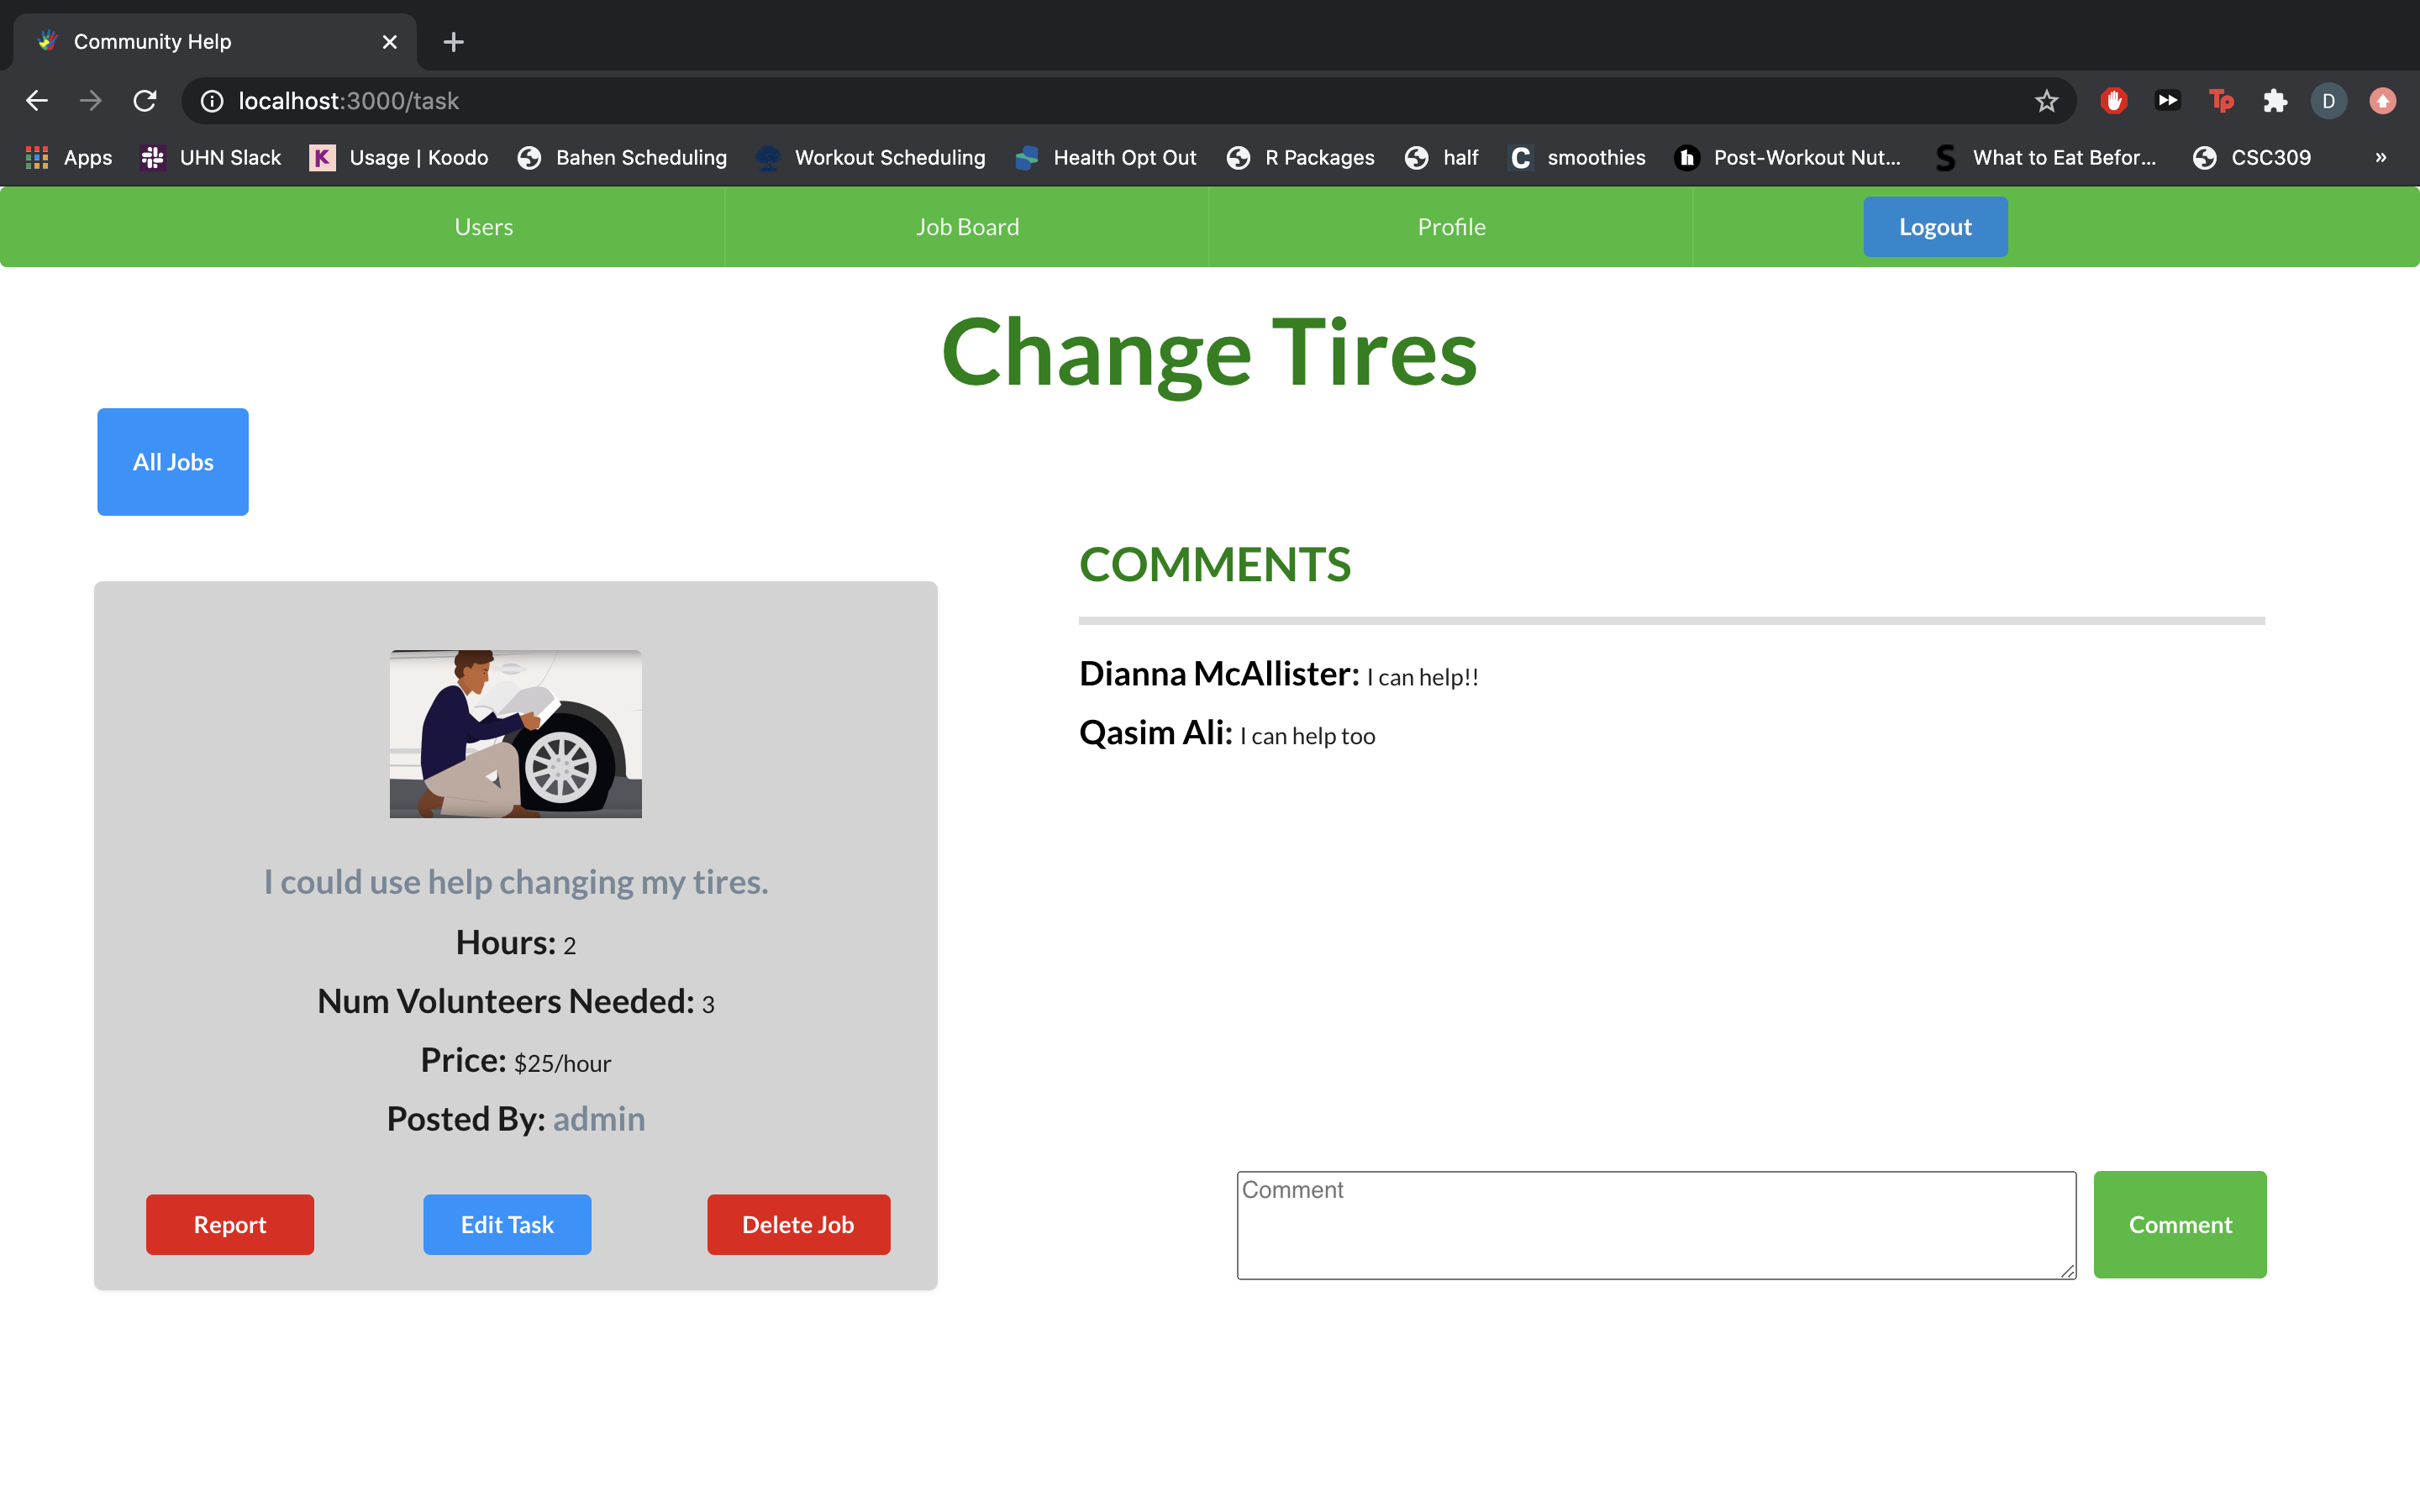 Community Help
localhost:3000/task
D
Apps
UHN Slack
K Usage | Koodo
Bahen Scheduling
Workout Scheduling
Health Opt Out
R Packages
half
C smoothies
h Post-Workout Nut...
S What to Eat Befor...
CSC309
»
Users
Job Board
Profile
Logout
Change Tires
All Jobs
COMMENTS
Dianna McAllister: I can help!!
Qasim Ali: I can help too
I could use help changing my tires.
Hours: 2
Num Volunteers Needed: 3
Price: $25/hour
Posted By: admin
Report
Edit Task
Delete Job
Comment
Comment